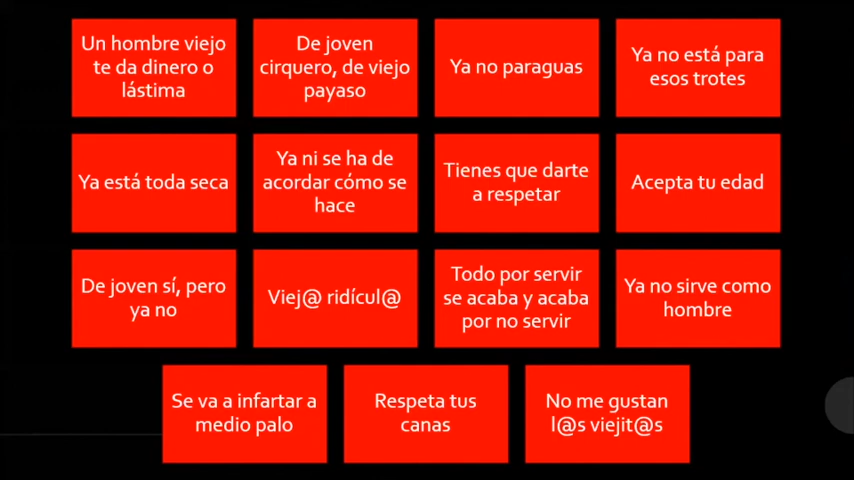 Un hombre viejo
te da dinero o
lástima
De joven
cirquero, de viejo
payaso
Ya no paraguas
Ya no está para
esos trotes
Ya está toda seca
Ya ni se ha de
acordar cómo se
hace
Tienes que darte
a respetar
Acepta tu edad
De joven sí, pero
ya no
Viej@ ridícul@
Todo por servir
se acaba y acaba
por no servir
Ya no sirve como
hombre
Se va a infartar a
medio palo
Respeta tus
canas
No me gustan
l@s viejit@s